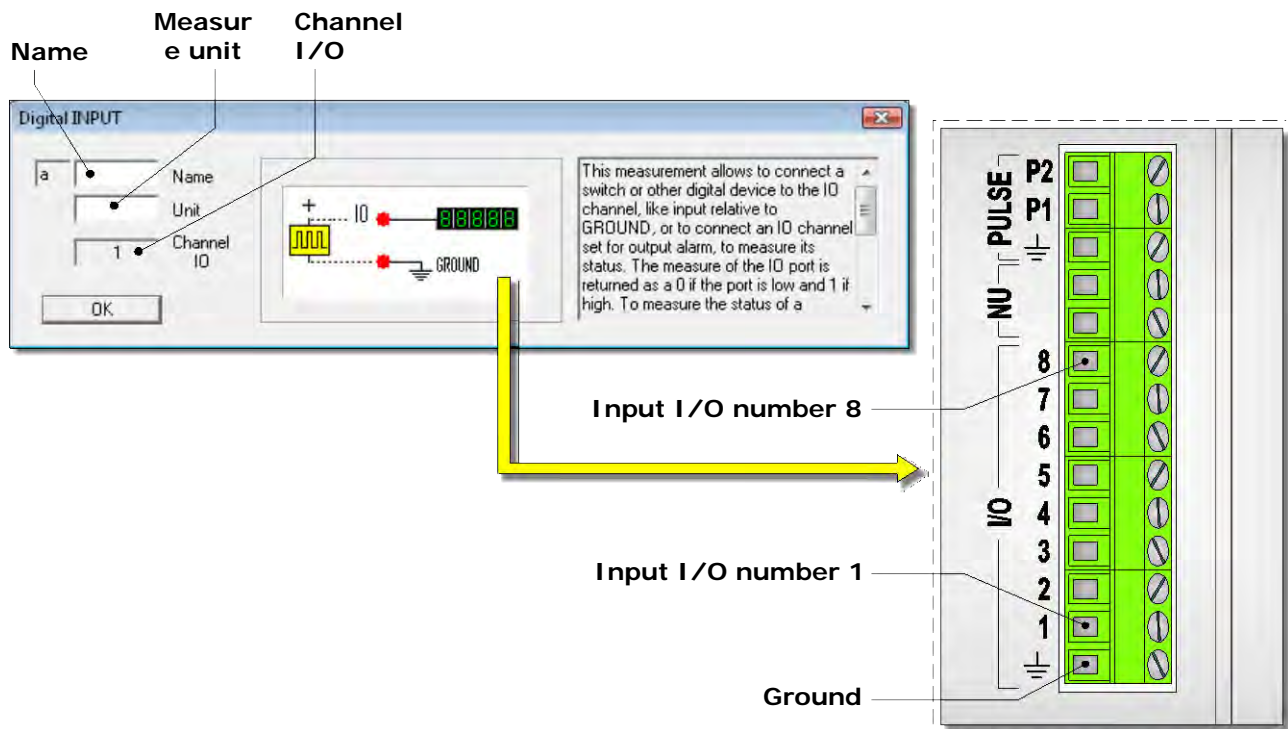 Name
Measur
e unit
Channel
I/O
Digital INPUT
a
Name
Unit
1
Channel
IO
OK
+
IO
88888
GROUND
This measurement allows to connect a
switch or other digital device to the IO
channel, like input relative to
GROUND, or to connect an IO channel
set for output alarm, to measure its
status. The measure of the IO port is
returned as a 0 if the port is low and 1 if
high. To measure the status of a
PULSE
P2
P1
NU
I/O
8
7
6
5
4
3
2
1
Input I/O number 8
Input I/O number 1
Ground